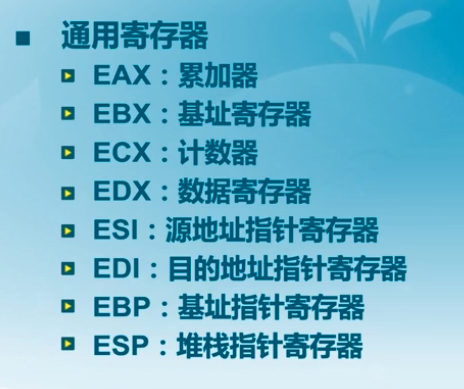 通用寄存器
EAX：累加器
EBX：基址寄存器
ECX：计数器
EDX：数据寄存器
ESI：源地址指针寄存器
EDI：目的地址指针寄存器
EBP：基址指针寄存器
ESP：堆栈指针寄存器